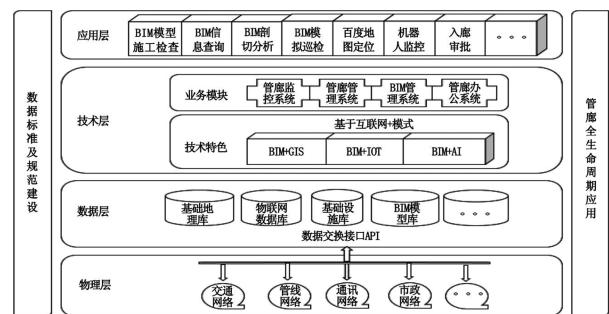 数据标准及规范建设
应用层
BIM模型
施工检查
BIM信
息查询
BIM剖
切分析
BIM模
拟巡检
百度地
图定位
机器
人监控
入廊
审批
。。。
技术层
业务模块
管廊监
控系统
管廊管
理系统
BIM管
理系统
管廊办
公系统
基于互联网+模式
技术特色
BIM+GIS
BIM+IOT
BIM+AI
数据层
基础地
理库
物联网
数据库
基础设
施库
BIM模
型库
。。。
数据交换接口API
物理层
交通
网络
管线
网络
通讯
网络
市政
网络
。。。
管廊全生命周期应用